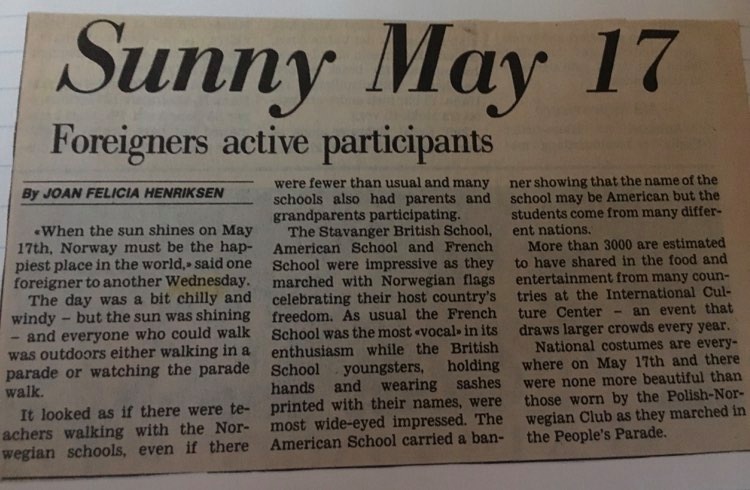 Sunny May 17
Foreigners active participants
By JOAN FELICIA HENRIKSEN
«When the sun shines on May
17th, Norway must be the hap-
piest place in the world,» said one
foreigner to another Wednesday.
The day was a bit chilly and
windy – but the sun was shining
– and everyone who could walk
was outdoors either walking in a
parade or watching the parade
walk.
It looked as if there were te-
achers walking with the Nor-
wegian schools, even if there
were fewer than usual and many
schools also had parents and
grandparents participating.
The Stavanger British School,
American School and French
School were impressive as they
marched with Norwegian flags
celebrating their host country's
freedom. As usual the French
School was the most «vocal» in its
enthusiasm while the British
School youngsters, holding
hands and wearing sashes
printed with their names, were
most wide-eyed impressed. The
American School carried a ban-
ner showing that the name of the
school may be American but the
students come from many differ-
ent nations.
More than 3000 are estimated
to have shared in the food and
entertainment from many coun-
tries at the International Cul-
ture Center – an event that
draws larger crowds every year.
National costumes are every-
where on May 17th and there
were none more beautiful than
those worn by the Polish-Nor-
wegian Club as they marched in
the People's Parade.